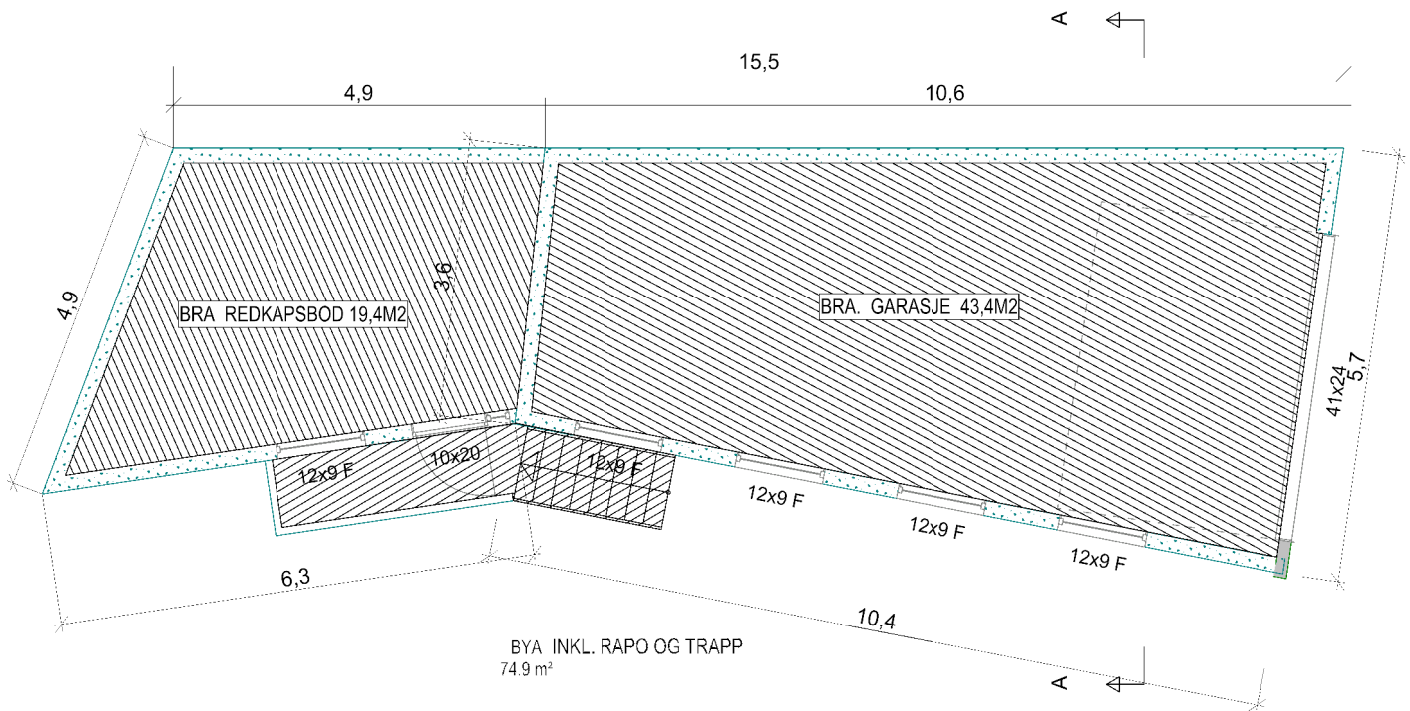 A
15,5
4,9
10,6
4,9
3,6
BRA REDKAPSBOD 19,4M2
BRA. GARASJE 43,4M2
41x24
5,7
12x9 F
10x20
12x9 F
12x9 F
12x9 F
12x9 F
6,3
10,4
BYA INKL. RAPO OG TRAPP
74.9 m²
A